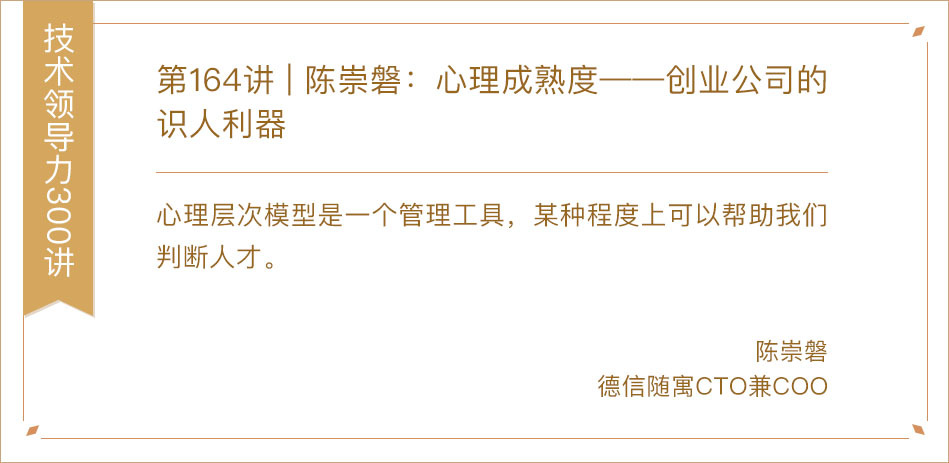 技术领导力300讲
第164讲 | 陈崇磐：心理成熟度——创业公司的
识人利器
心理层次模型是一个管理工具，某种程度上可以帮助我们
判断人才。
陈崇磐
德信随寓CTO兼COO